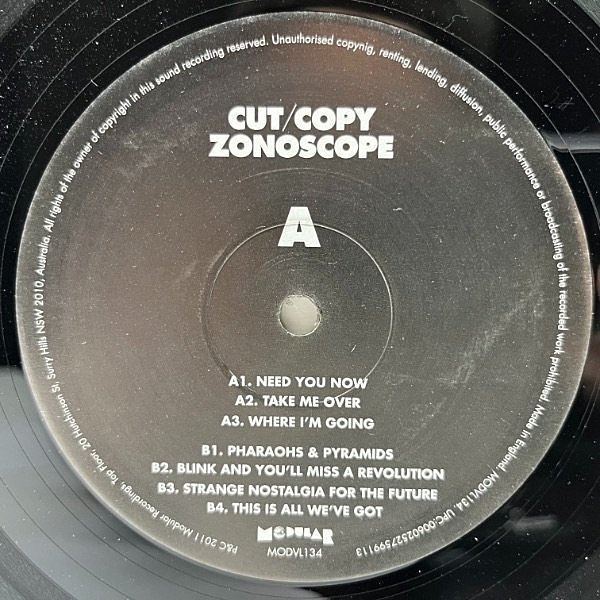 CUT/COPY
ZONOSCOPE
A
A1. NEED YOU NOW
A2. TAKE ME OVER
A3. WHERE I'M GOING
B1. PHARAOHS & PYRAMIDS
B2. BLINK AND YOU'LL MISS A REVOLUTION
B3. STRANGE NOSTALGIA FOR THE FUTURE
B4. THIS IS ALL WE'VE GOT
MODULAR
MODVL134
P&C 2011 Modular Recordings, Top Floor, 20 Hutchinson St, Surry Hills NSW 2010, Australia. All rights of the owner of copyright in this sound recording reserved. Unauthorised copynig, renting, lending, diffusion, public performance or broadcasting of the recorded work prohibited. Made in England. MODVL134 UPC-00602527599113